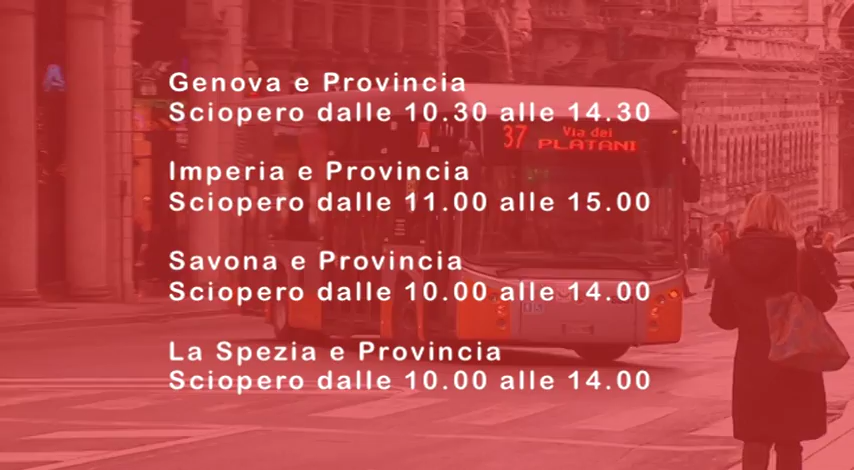 Genova e Provincia
Sciopero dalle 10.30 alle 14.30
37 Via dei
PLATANI
Imperia e Provincia
Sciopero dalle 11.00 alle 15.00
Savona e Provincia
Sciopero dalle 10.00 alle 14.00
La Spezia e Provincia
Sciopero dalle 10.00 alle 14.00